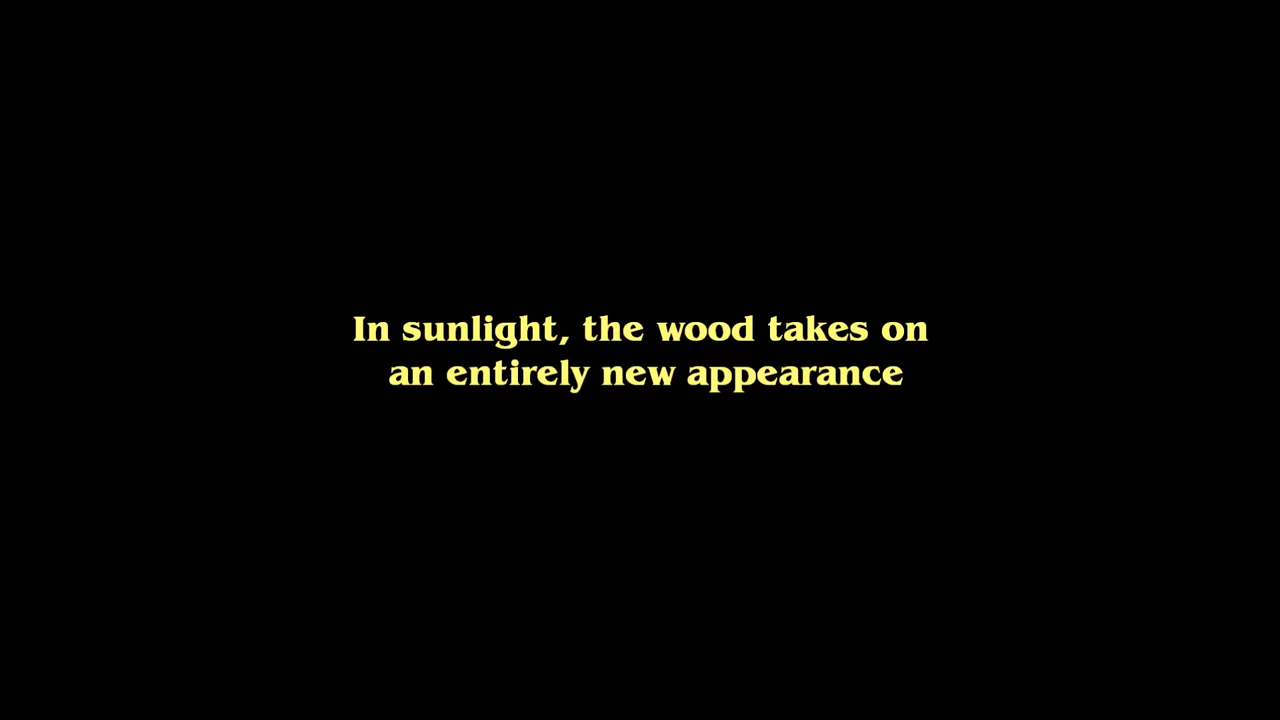 In sunlight, the wood takes on
an entirely new appearance